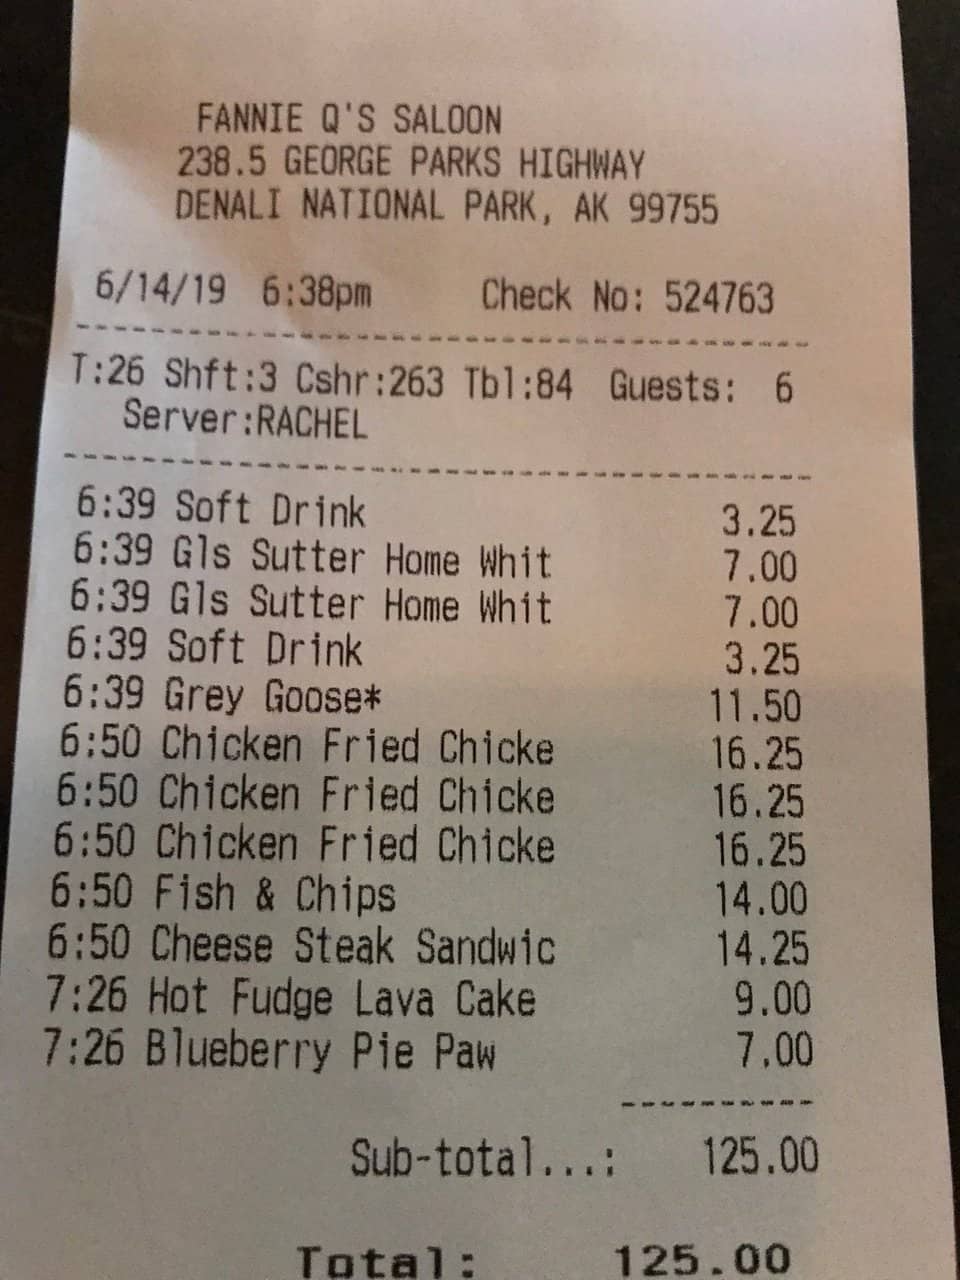 FANNIE Q'S SALOON
238.5 GEORGE PARKS HIGHWAY
DENALI NATIONAL PARK, AK 99755
6/14/19 6:38pm Check No: 524763
T:26 Shft:3 Cshr:263 Tbl:84 Guests: 6
Server:RACHEL
6:39 Soft Drink 3.25
6:39 Gls Sutter Home Whit 7.00
6:39 Gls Sutter Home Whit 7.00
6:39 Soft Drink 3.25
6:39 Grey Goose* 11.50
6:50 Chicken Fried Chicke 16.25
6:50 Chicken Fried Chicke 16.25
6:50 Chicken Fried Chicke 16.25
6:50 Fish & Chips 14.00
6:50 Cheese Steak Sandwic 14.25
7:26 Hot Fudge Lava Cake 9.00
7:26 Blueberry Pie Paw 7.00
Sub-total...: 125.00
Total: 125.00